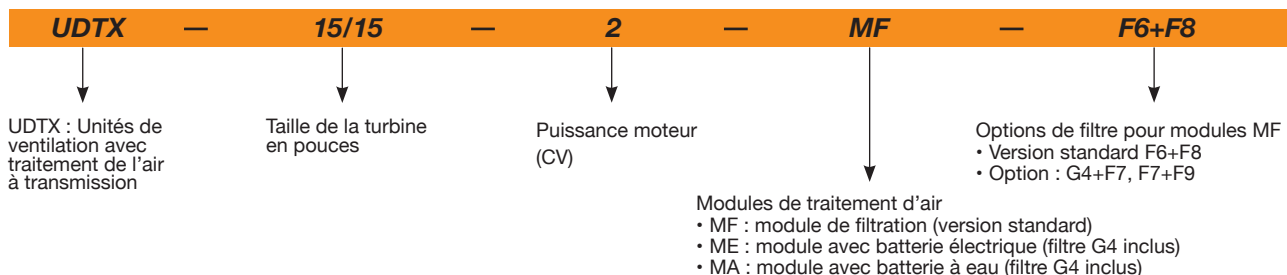 UDTX — 15/15 — 2 — MF — F6+F8
UDTX : Unités de
ventilation avec
traitement de l'air
à transmission
Taille de la turbine
en pouces
Puissance moteur
(CV)
Modules de traitement d'air
• MF : module de filtration (version standard)
• ME : module avec batterie électrique (filtre G4 inclus)
• MA : module avec batterie à eau (filtre G4 inclus)
Options de filtre pour modules MF
• Version standard F6+F8
• Option : G4+F7, F7+F9